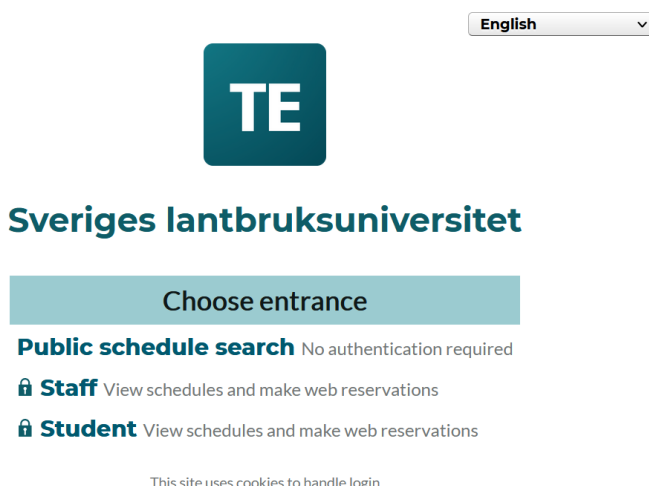 English
TE
Sveriges lantbruksuniversitet
Choose entrance
Public schedule search No authentication required
Staff View schedules and make web reservations
Student View schedules and make web reservations
This site uses cookies to handle login